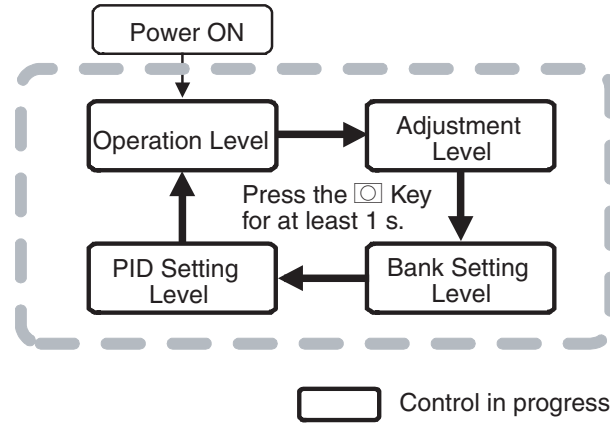 Power ON
Operation Level
Adjustment
Level
Press the Key
for at least 1 s.
PID Setting
Level
Bank Setting
Level
Control in progress